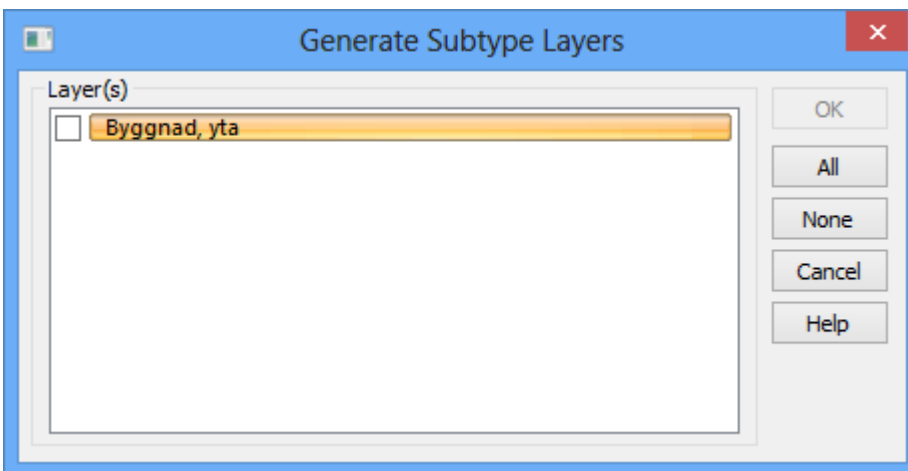 Generate Subtype Layers
Layer(s)
Byggnad, yta
OK
All
None
Cancel
Help